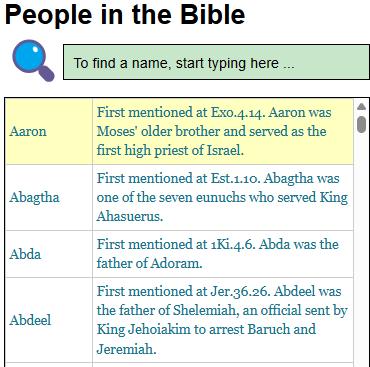 People in the Bible
To find a name, start typing here ...
Aaron
First mentioned at Exo.4.14. Aaron was
Moses' older brother and served as the
first high priest of Israel.
Abagtha
First mentioned at Est.1.10. Abagtha was
one of the seven eunuchs who served King
Ahasuerus.
Abda
First mentioned at 1Ki.4.6. Abda was the
father of Adoram.
Abdeel
First mentioned at Jer.36.26. Abdeel was
the father of Shelemiah, an official sent by
King Jehoiakim to arrest Baruch and
Jeremiah.